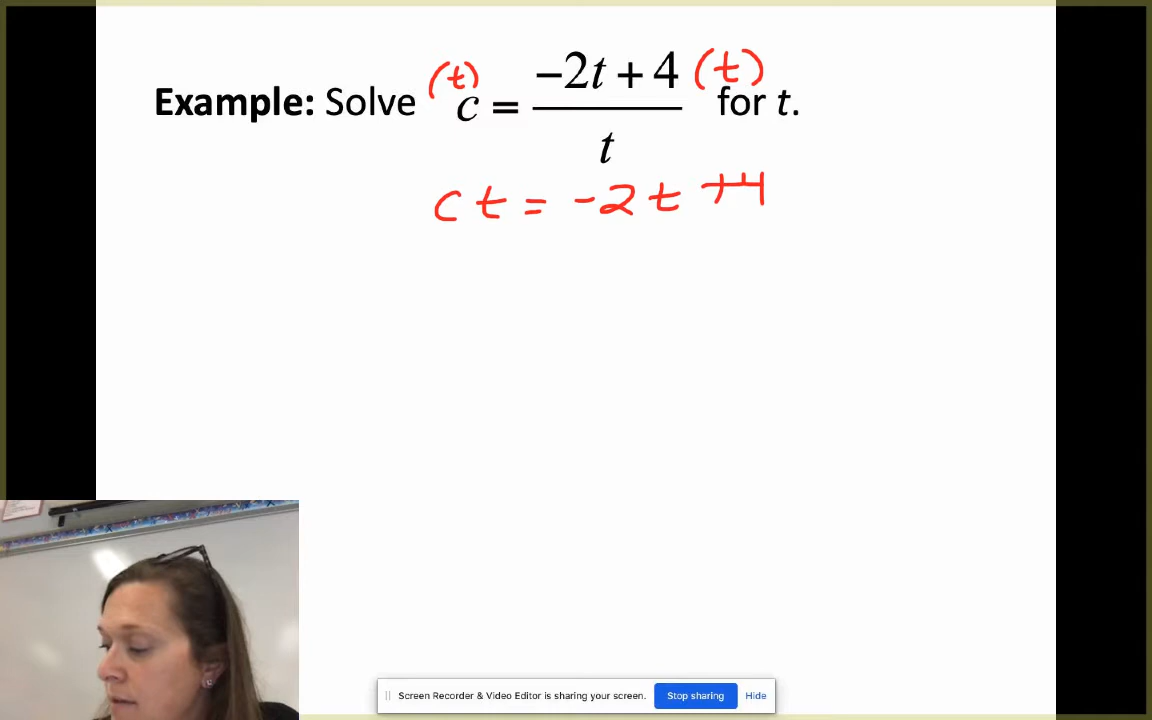 Example: Solve (t) c = \frac{-2t + 4}{t} (t) for t.
ct = -2t +4
Screen Recorder & Video Editor is sharing your screen. Stop sharing Hide